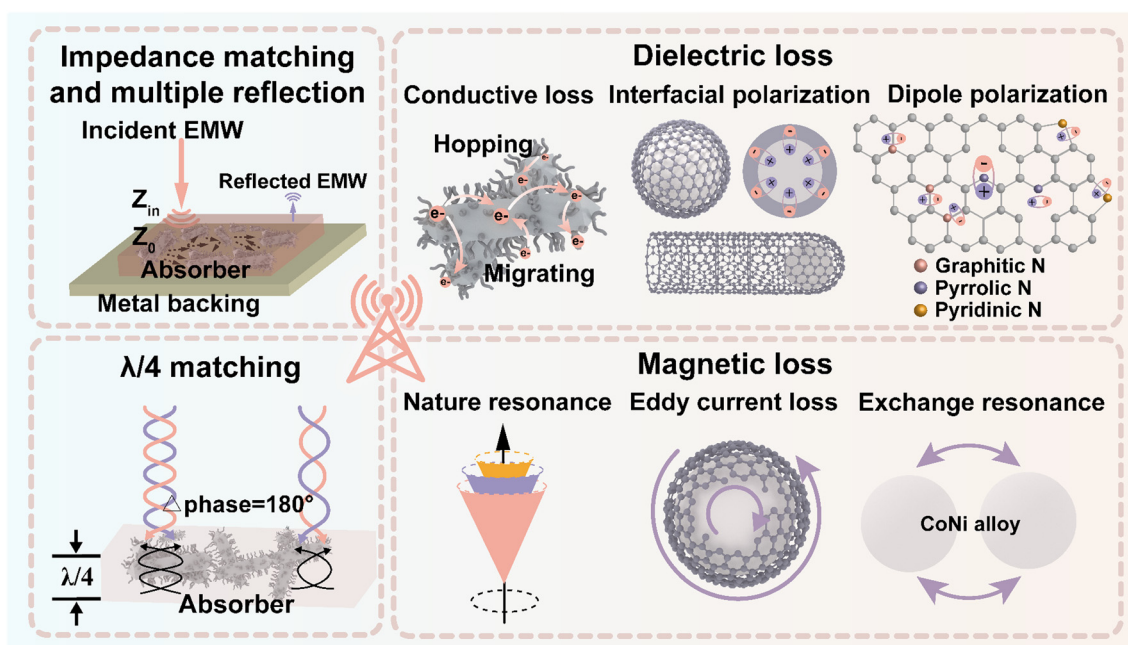 Impedance matching
and multiple reflection
Incident EMW
Reflected EMW
Zin
Z0
Absorber
Metal backing
Dielectric loss
Conductive loss
Hopping
e-
e-
e-
e-
e-
e-
e-
Migrating
Interfacial polarization
Dipole polarization
Graphitic N
Pyrrolic N
Pyridinic N
λ/4 matching
△phase=180°
λ/4
Absorber
Magnetic loss
Nature resonance
Eddy current loss
Exchange resonance
CoNi alloy